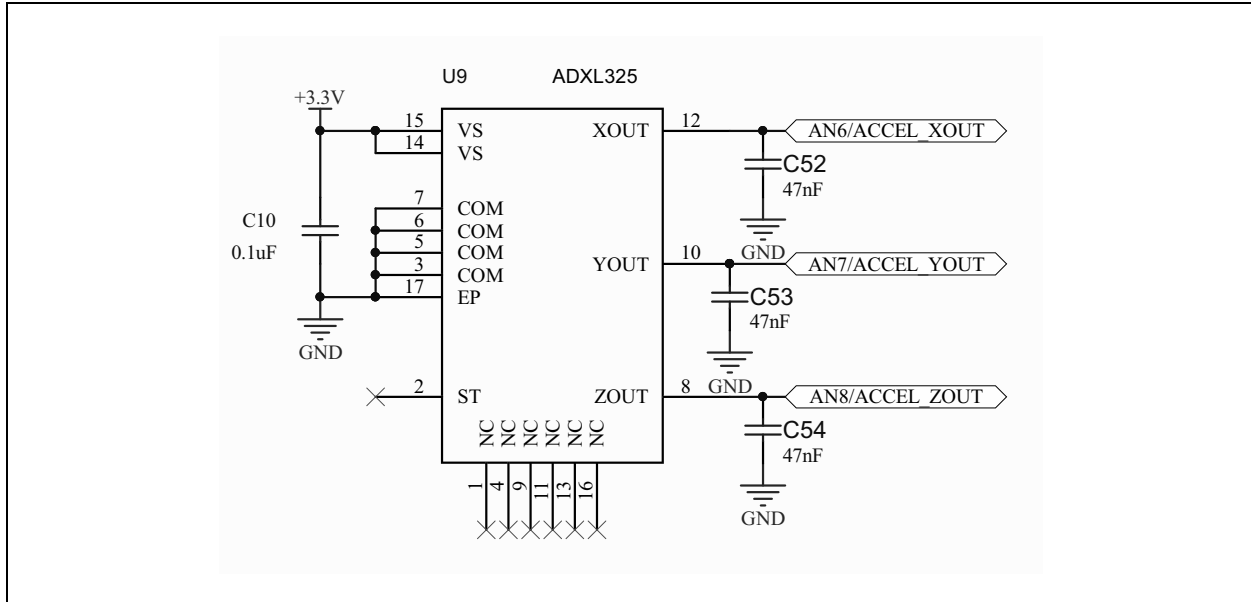 U9 ADXL325
+3.3V
15 VS XOUT 12 AN6/ACCEL_XOUT
14 VS
C52
47nF
7 COM
6 COM
C10
0.1uF
5 COM
GND
3 COM YOUT 10 AN7/ACCEL_YOUT
17 EP
C53
47nF
GND
GND
2 ST ZOUT 8 AN8/ACCEL_ZOUT
C54
47nF
NC NC NC NC NC NC
1 4 9 11 13 16
GND